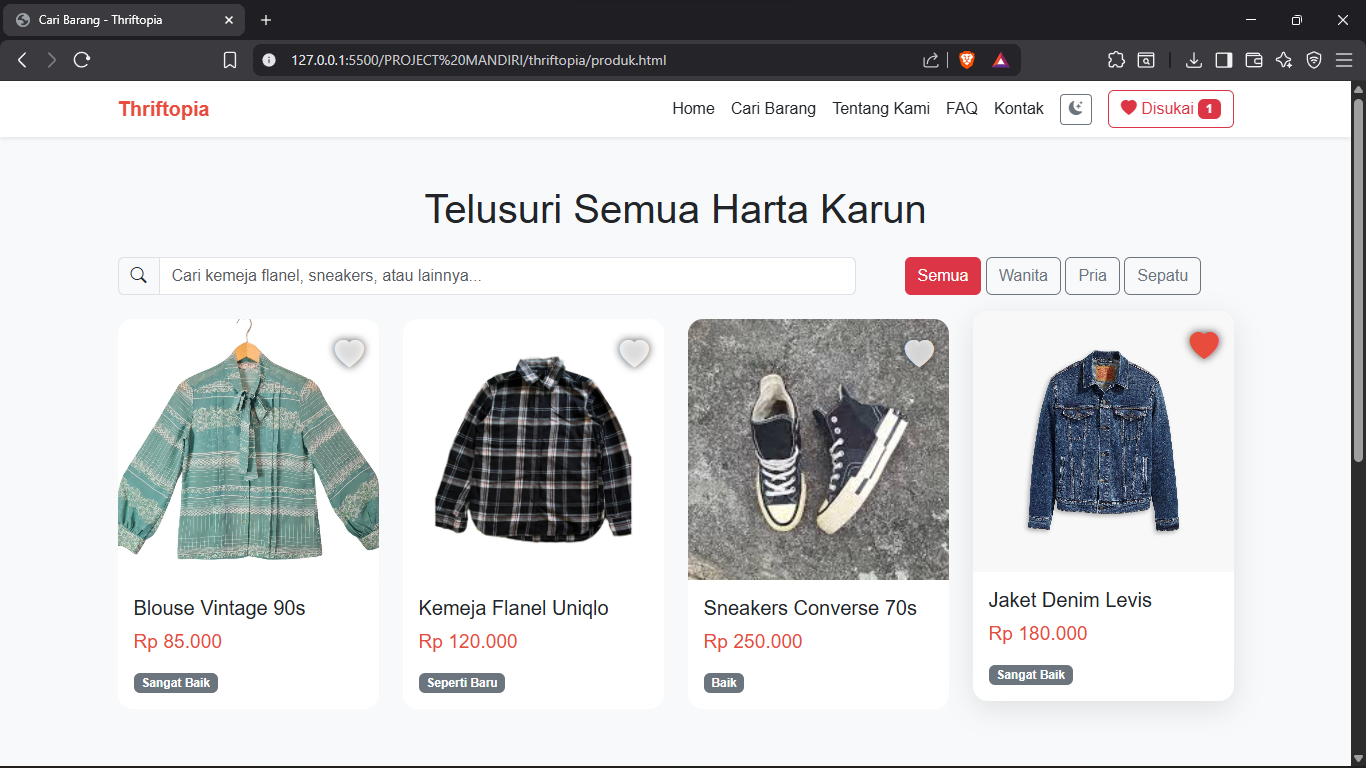 Cari Barang - Thriftopia
127.0.0.1:5500/PROJECT%20MANDIRI/thriftopia/produk.html
Thriftopia
Home Cari Barang Tentang Kami FAQ Kontak Disukai 1
Telusuri Semua Harta Karun
Cari kemeja flanel, sneakers, atau lainnya... Semua Wanita Pria Sepatu
Blouse Vintage 90s
Rp 85.000
Sangat Baik
Kemeja Flanel Uniqlo
Rp 120.000
Seperti Baru
Sneakers Converse 70s
Rp 250.000
Baik
Jaket Denim Levis
Rp 180.000
Sangat Baik